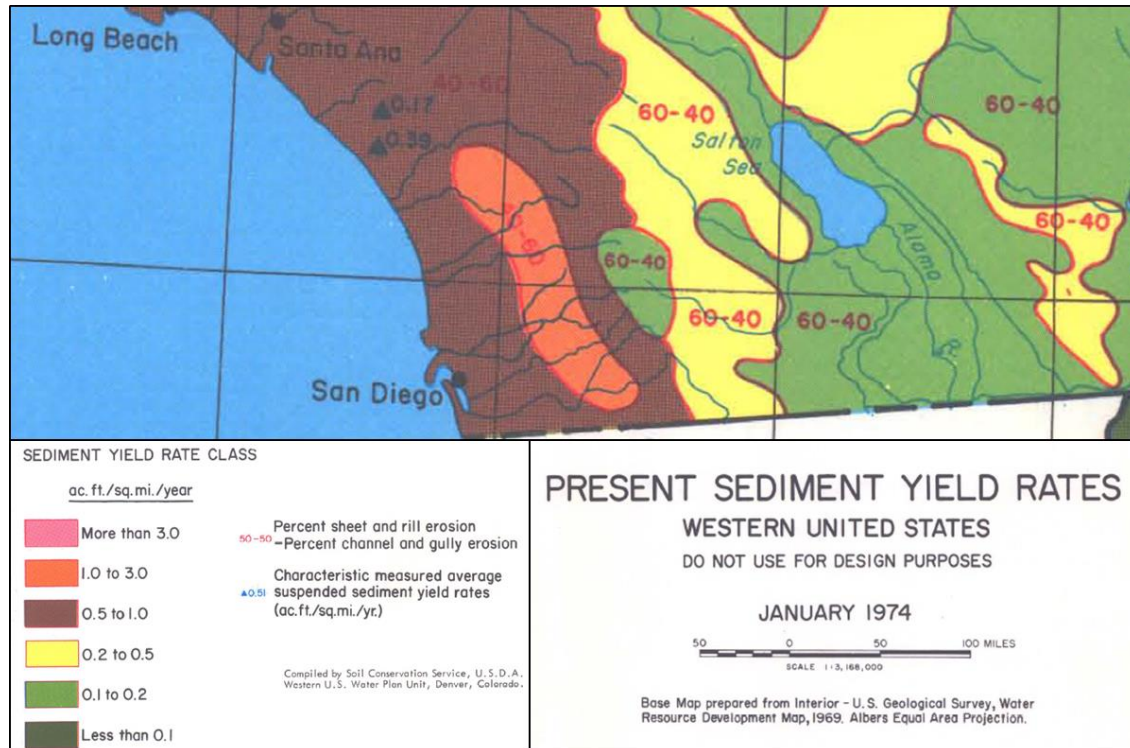 Long Beach
Santa Ana
40-60
▲0.17
▲0.39
60-40
Salton
Sea
60-40
60-40
Alamo
R.
60-40
60-40
60-40
San Diego
SEDIMENT YIELD RATE CLASS
ac. ft./sq.mi./year
More than 3.0
1.0 to 3.0
0.5 to 1.0
0.2 to 0.5
0.1 to 0.2
Less than 0.1
50-50
Percent sheet and rill erosion
-Percent channel and gully erosion
▲0.51
Characteristic measured average
suspended sediment yield rates
(ac.ft./sq.mi./yr.)
Compiled by Soil Conservation Service, U.S.D.A.
Western U.S. Water Plan Unit, Denver, Colorado.
PRESENT SEDIMENT YIELD RATES
WESTERN UNITED STATES
DO NOT USE FOR DESIGN PURPOSES
JANUARY 1974
50 0 50 100 MILES
SCALE 1:3,168,000
Base Map prepared from Interior - U.S. Geological Survey, Water
Resource Development Map, 1969. Albers Equal Area Projection.